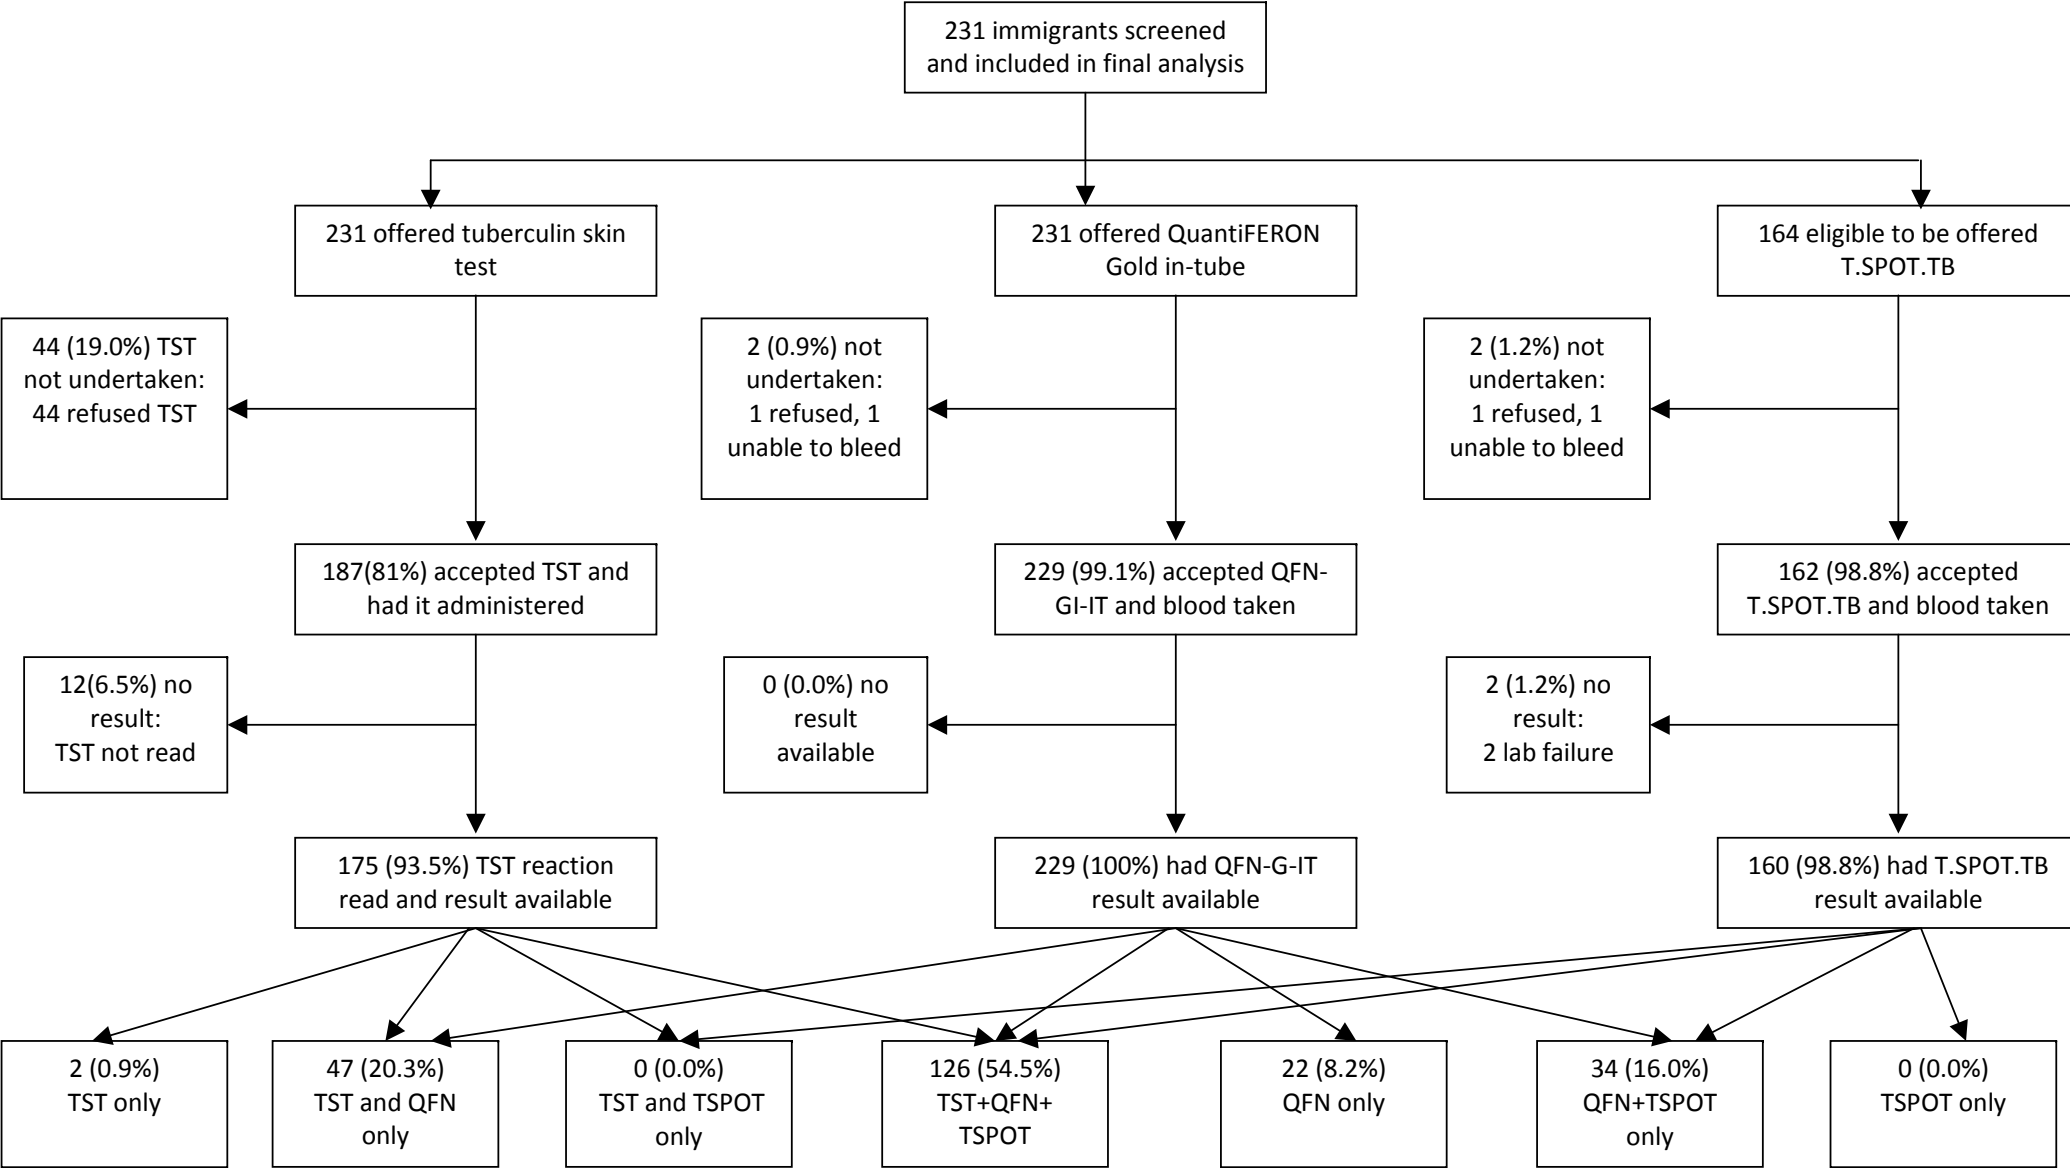 231 immigrants screened
and included in final analysis
231 offered tuberculin skin
test
231 offered QuantiFERON
Gold in-tube
164 eligible to be offered
T.SPOT.TB
44 (19.0%) TST
not undertaken:
44 refused TST
2 (0.9%) not
undertaken:
1 refused, 1
unable to bleed
2 (1.2%) not
undertaken:
1 refused, 1
unable to bleed
187(81%) accepted TST and
had it administered
229 (99.1%) accepted QFN-
GI-IT and blood taken
162 (98.8%) accepted
T.SPOT.TB and blood taken
12(6.5%) no
result:
TST not read
0 (0.0%) no
result
available
2 (1.2%) no
result:
2 lab failure
175 (93.5%) TST reaction
read and result available
229 (100%) had QFN-G-IT
result available
160 (98.8%) had T.SPOT.TB
result available
2 (0.9%)
TST only
47 (20.3%)
TST and QFN
only
0 (0.0%)
TST and TSPOT
only
126 (54.5%)
TST+QFN+
TSPOT
22 (8.2%)
QFN only
34 (16.0%)
QFN+TSPOT
only
0 (0.0%)
TSPOT only